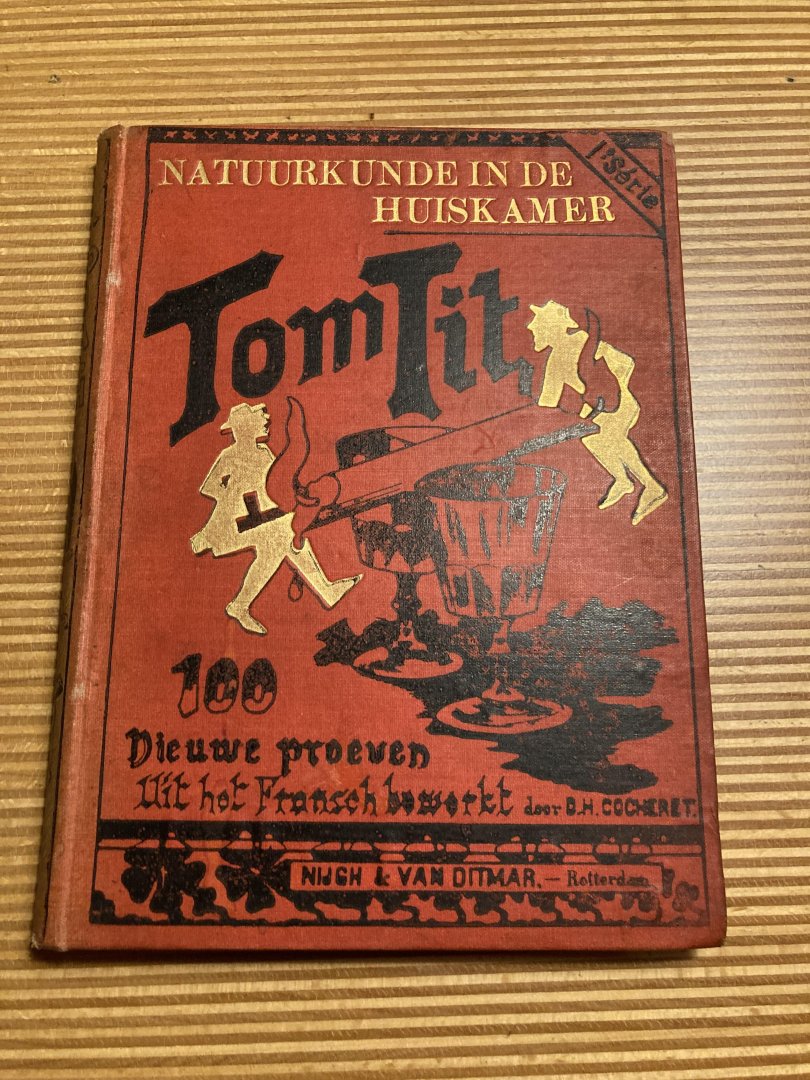 1e Série
NATUURKUNDE IN DE
HUISKAMER
Tom Tit,
100
Nieuwe proeven
Uit het Fransch bewerkt door D.H. COCHERET.
NIJGH & VAN DITMAR. — Rotterdam